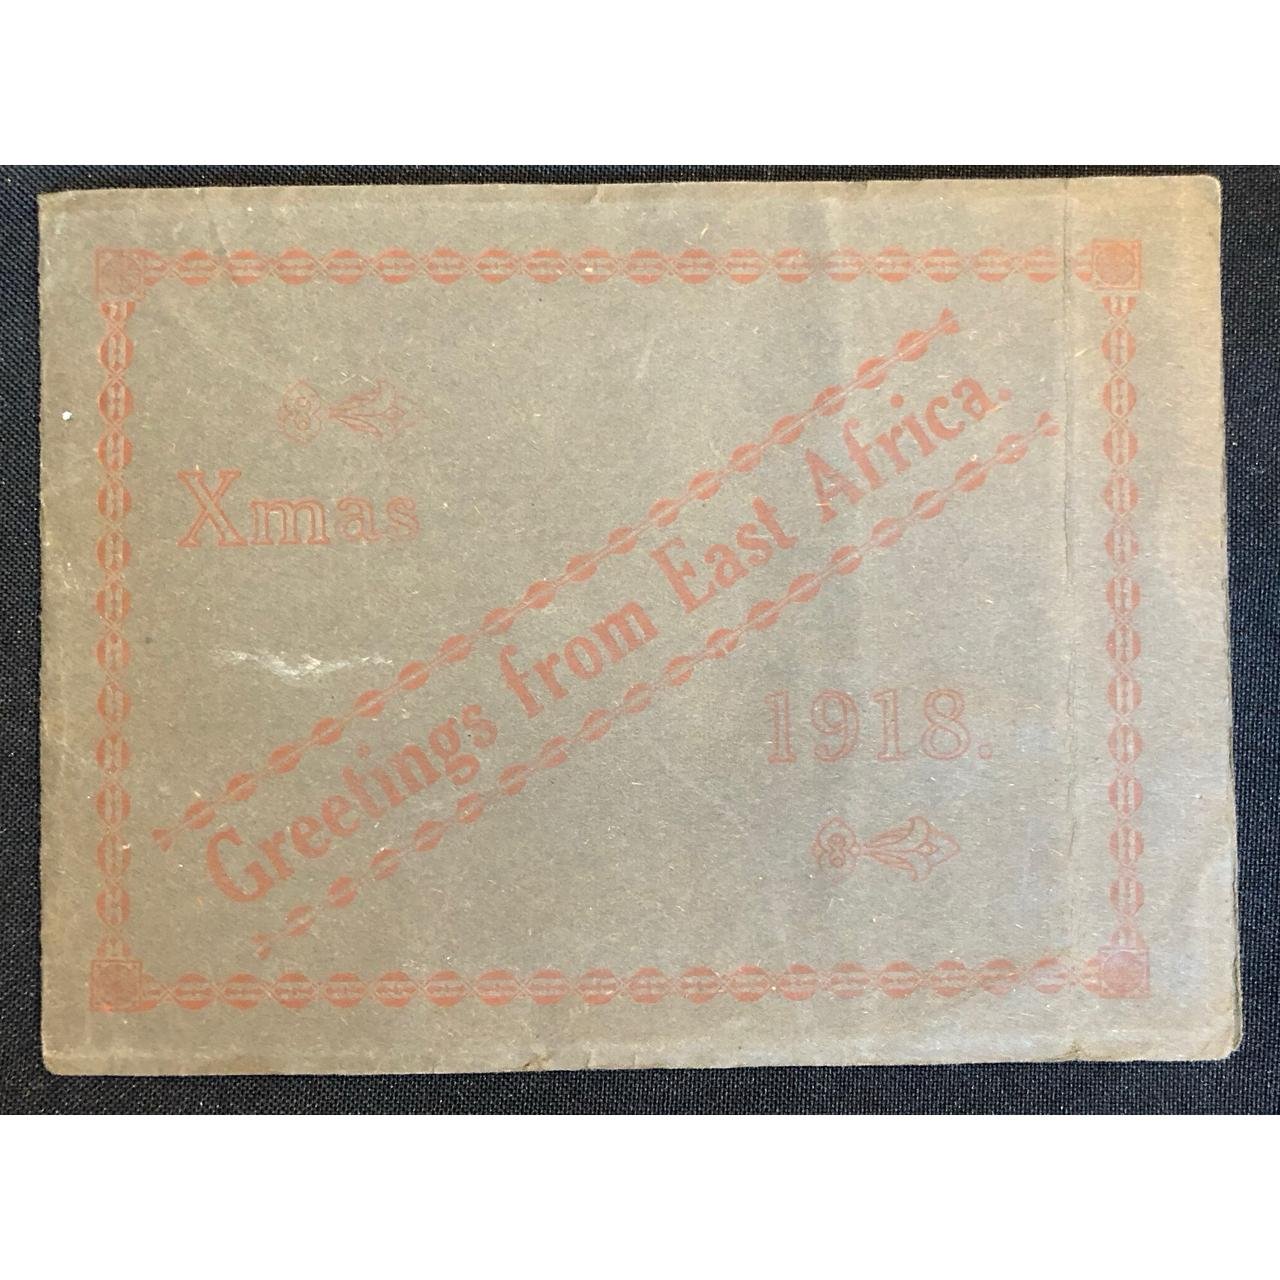 Xmas
Greetings from East Africa.
1918.